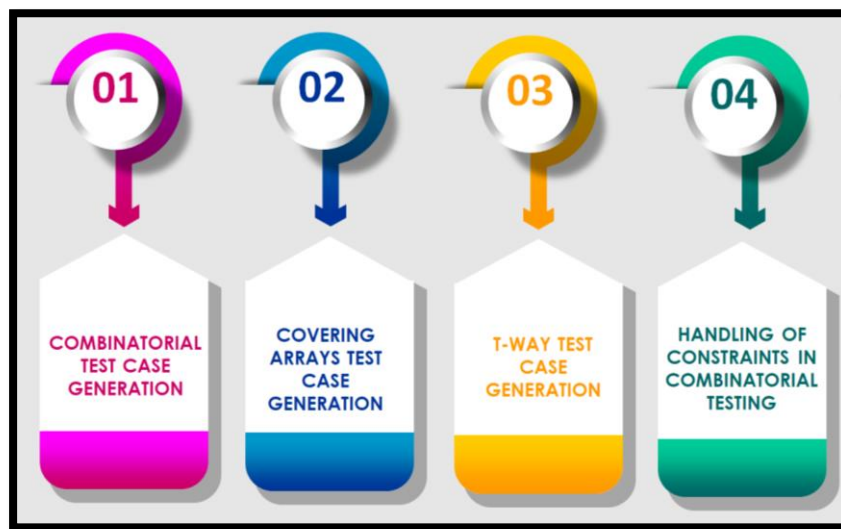 01
COMBINATORIAL
TEST CASE
GENERATION
02
COVERING
ARRAYS TEST
CASE
GENERATION
03
T-WAY TEST
CASE
GENERATION
04
HANDLING OF
CONSTRAINTS IN
COMBINATORIAL
TESTING